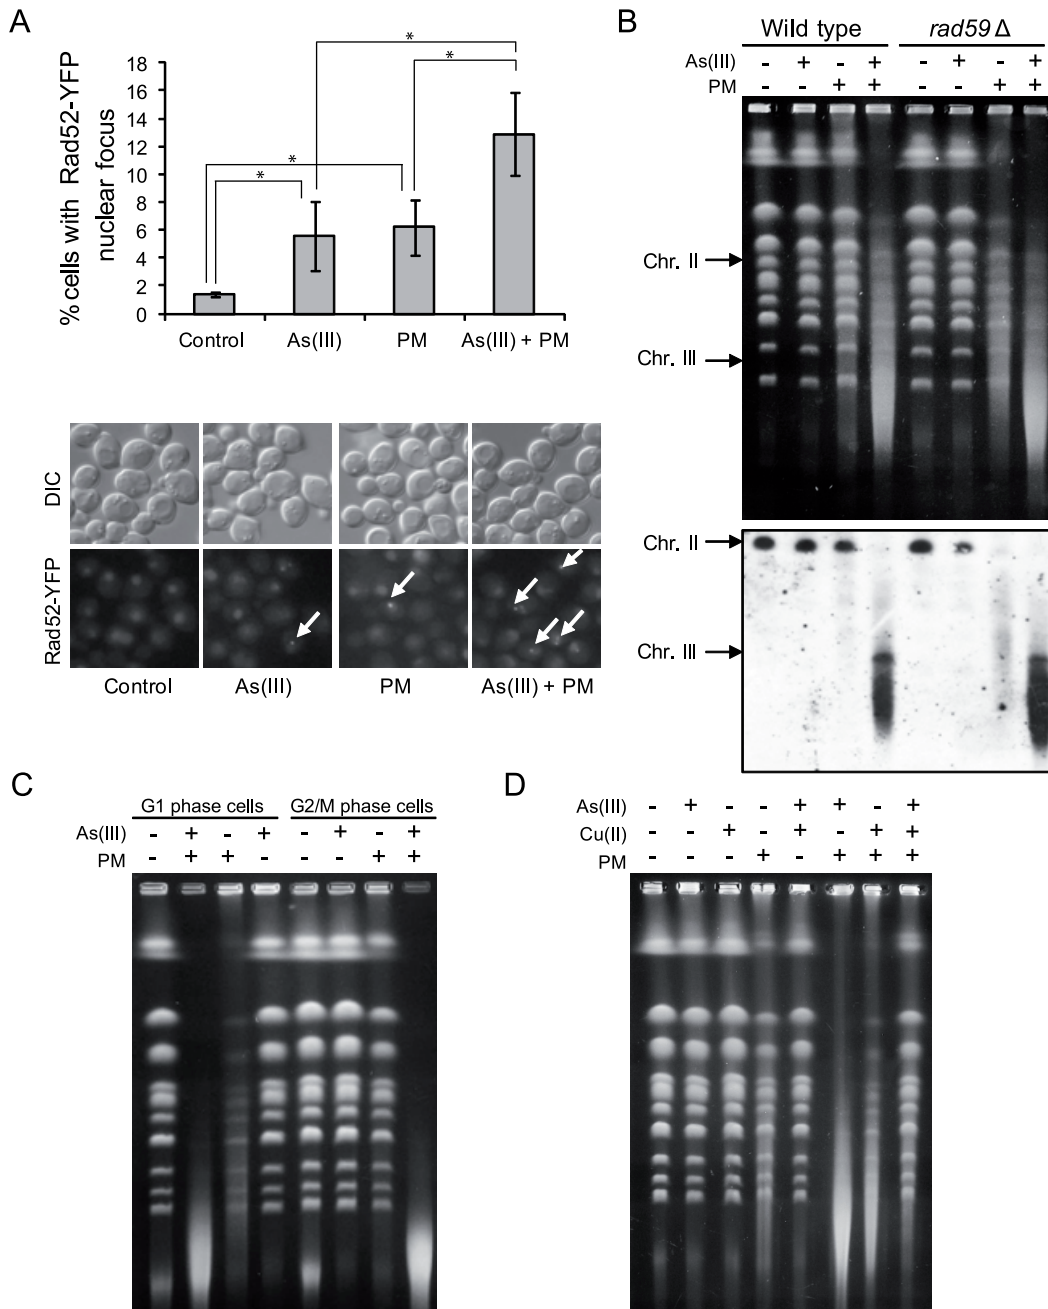 A
% cells with Rad52-YFP
nuclear focus
18
16
14
12
10
8
6
4
2
0
*
*
*
*
Control As(III) PM As(III) + PM
DIC
Rad52-YFP
Control As(III) PM As(III) + PM
B
Wild type rad59 Δ
As(III) - + - + - + - +
PM - - + + - - + +
Chr. II
Chr. III
Chr. II
Chr. III
C
G1 phase cells G2/M phase cells
As(III) - + - + - + - +
PM - + + - - - + +
D
As(III) - + - - + + - +
Cu(II) - - + - + - + +
PM - - - + - + + +